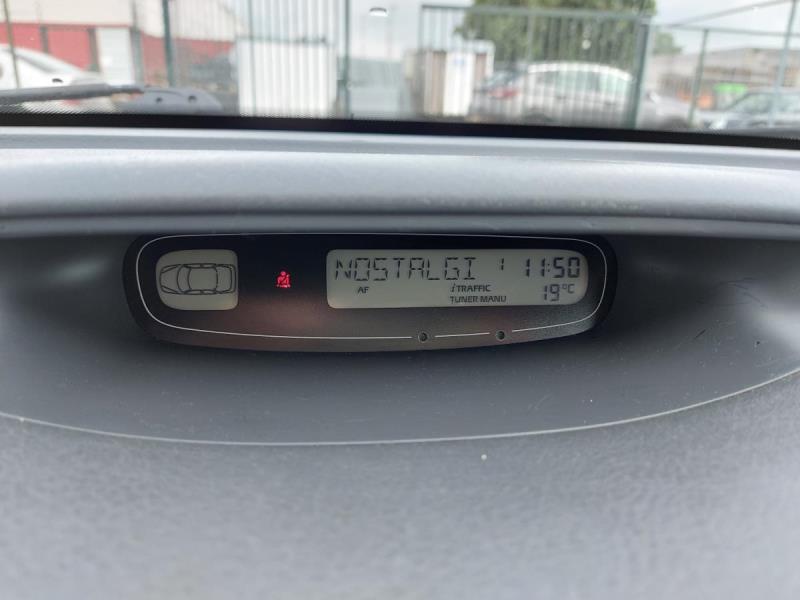 NOSTALGI ' 11:50
AF i TRAFFIC 19°C
TUNER MANU